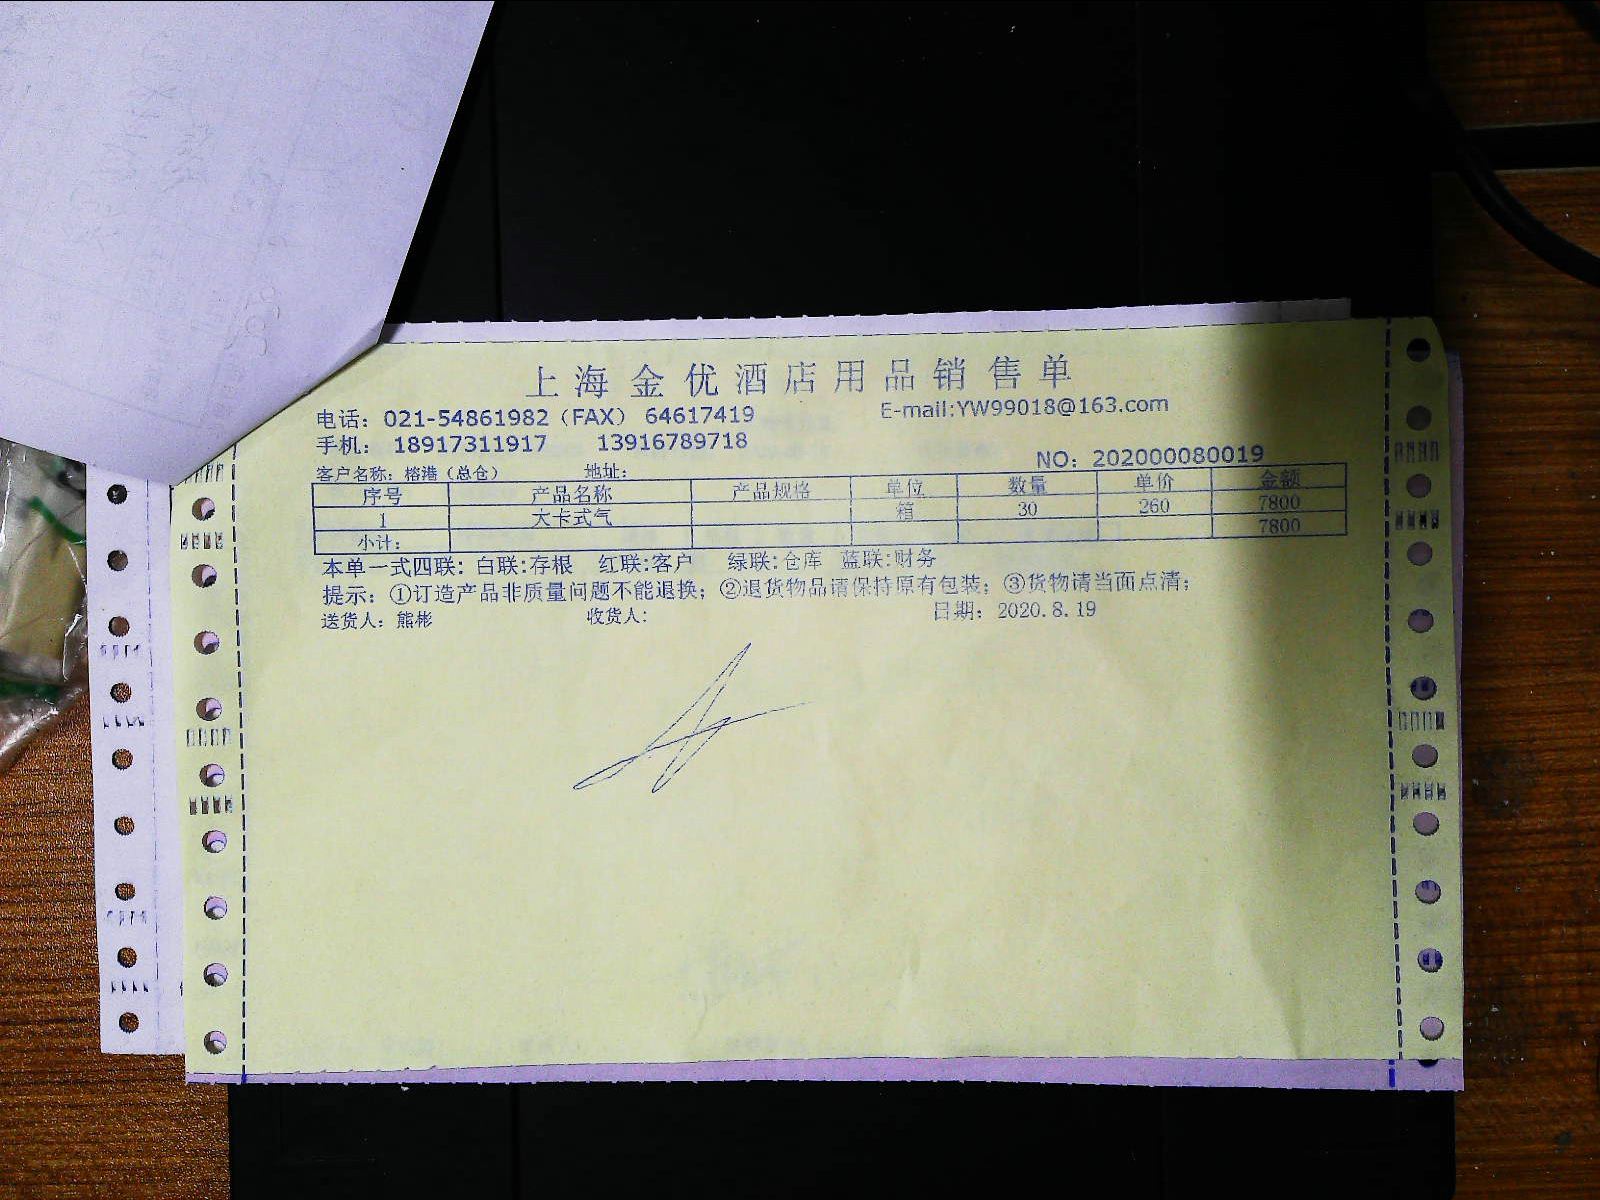 上海金优酒店用品销售单
电话：021-54861982（FAX） 64617419 E-mail:YW99018@163.com
手机： 18917311917 13916789718
NO：202000080019
客户名称：榕港（总仓） 地址：
序号 产品名称 产品规格 单位 数量 单价 金额
1 大卡式气 箱 30 260 7800
小计： 7800
本单一式四联：白联:存根 红联:客户 绿联:仓库 蓝联:财务
提示：①订造产品非质量问题不能退换；②退货物品请保持原有包装；③货物请当面点清；
送货人：熊彬 收货人： 日期：2020.8.19